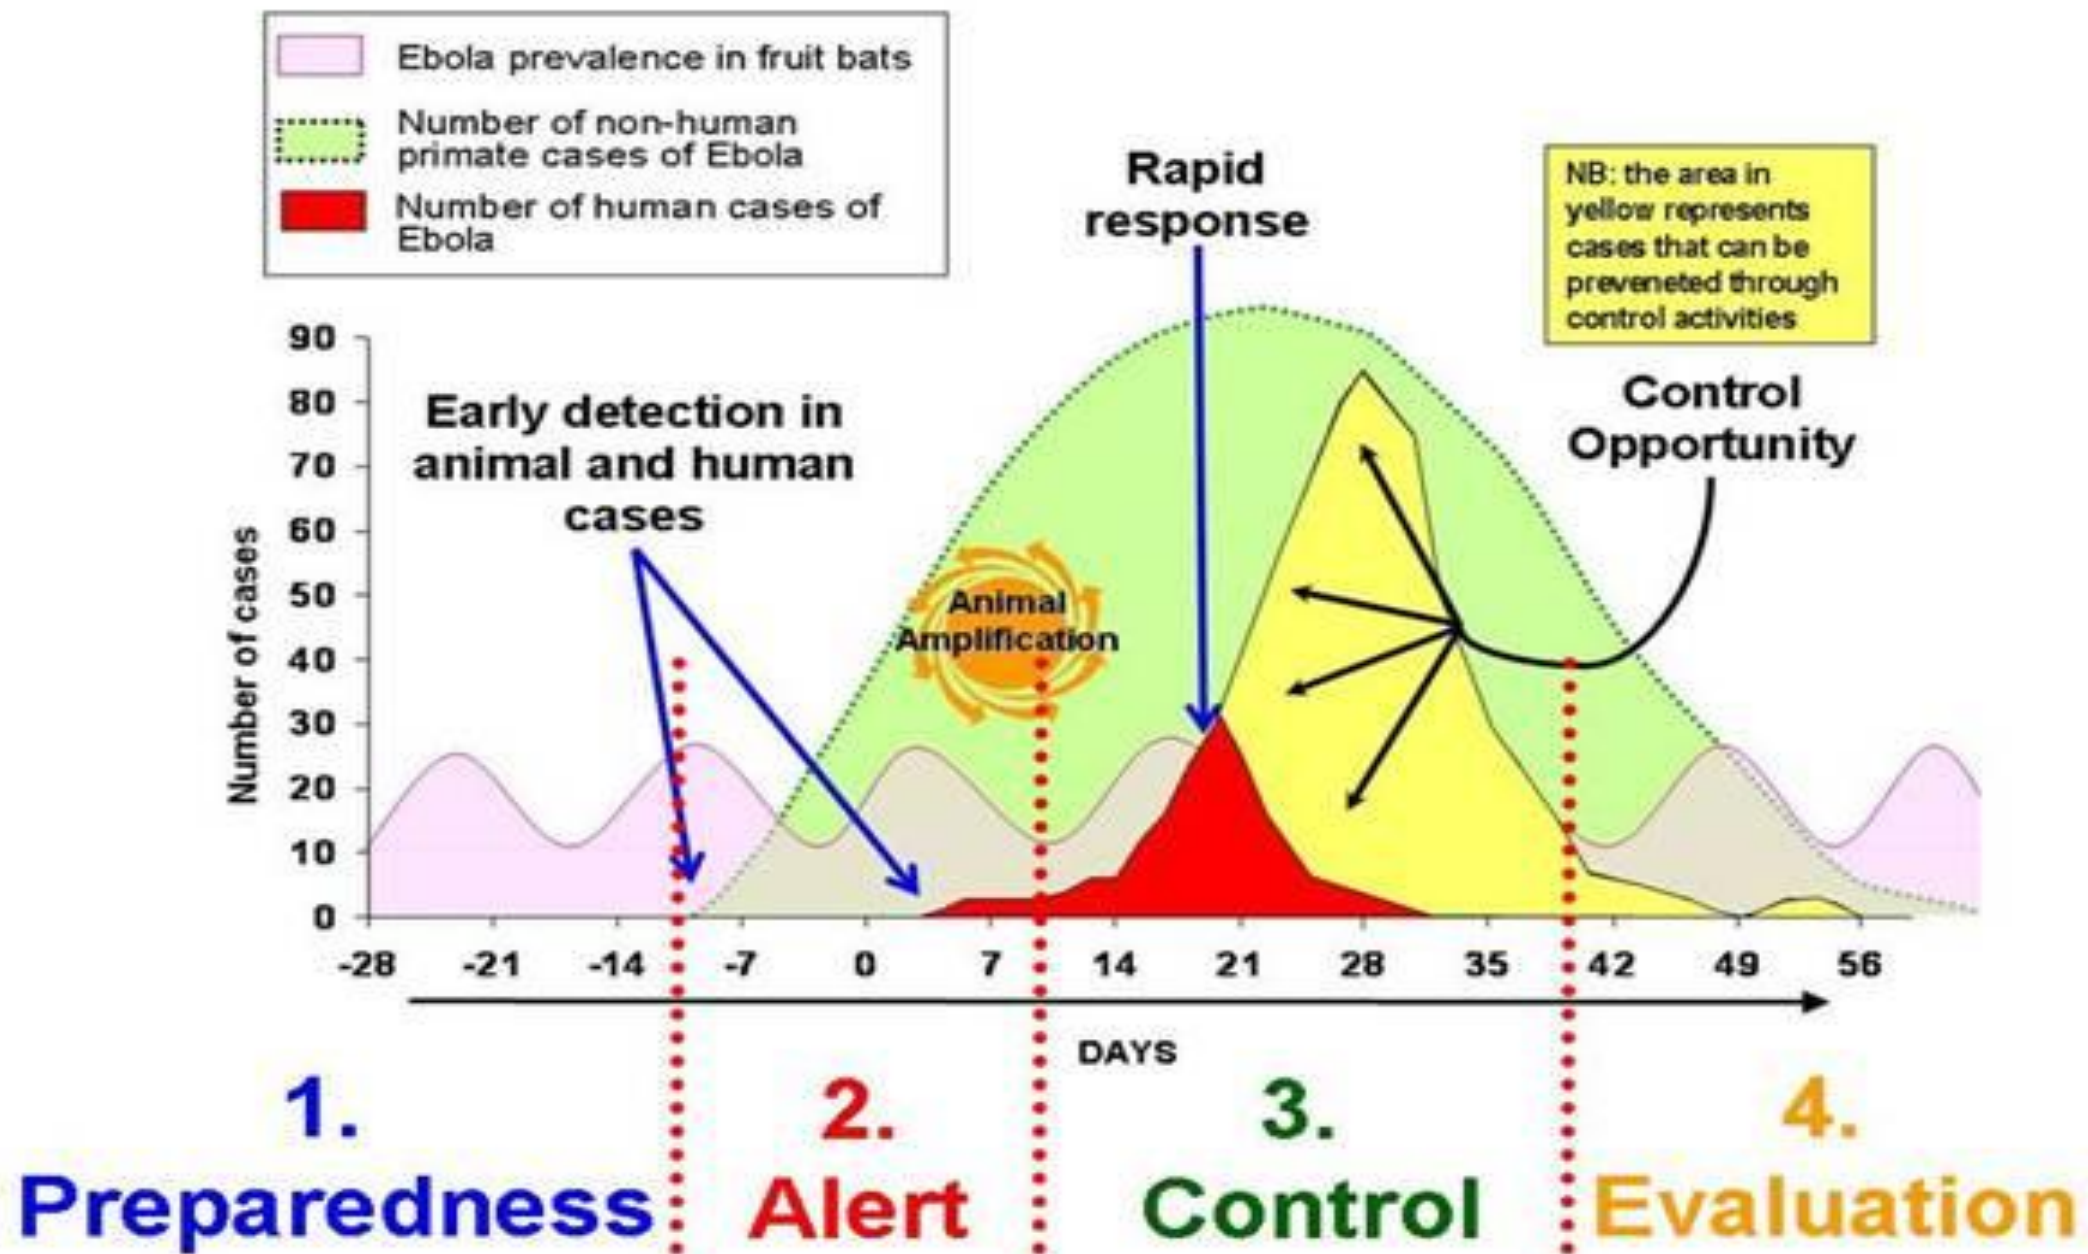 Ebola prevalence in fruit bats
Number of non-human
primate cases of Ebola
Number of human cases of
Ebola
Rapid
response
NB: the area in
yellow represents
cases that can be
preveneted through
control activities
Control
Opportunity
Early detection in
animal and human
cases
Animal
Amplification
Number of cases
90
80
70
60
50
40
30
20
10
0
-28 -21 -14 -7 0 7 14 21 28 35 42 49 56
DAYS
1. 2. 3. 4.
Preparedness Alert Control Evaluation